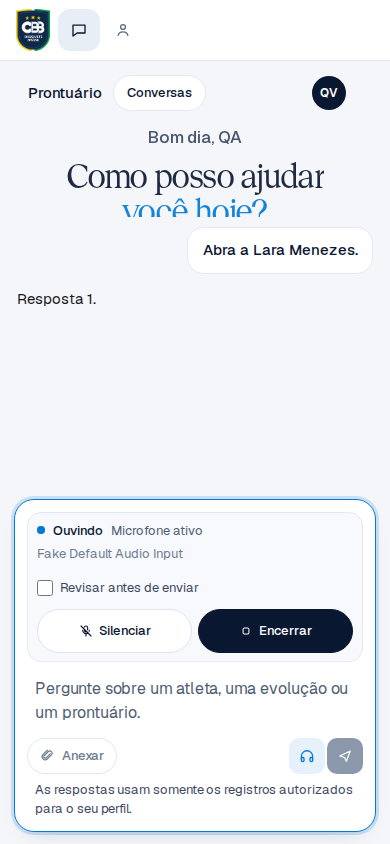 CBB
Prontuário
Conversas
QV
Bom dia, QA
Como posso ajudar
você hoje?
Abra a Lara Menezes.
Resposta 1.
Ouvindo Microfone ativo
Fake Default Audio Input
Revisar antes de enviar
Silenciar
Encerrar
Pergunte sobre um atleta, uma evolução ou
um prontuário.
Anexar
As respostas usam somente os registros autorizados
para o seu perfil.